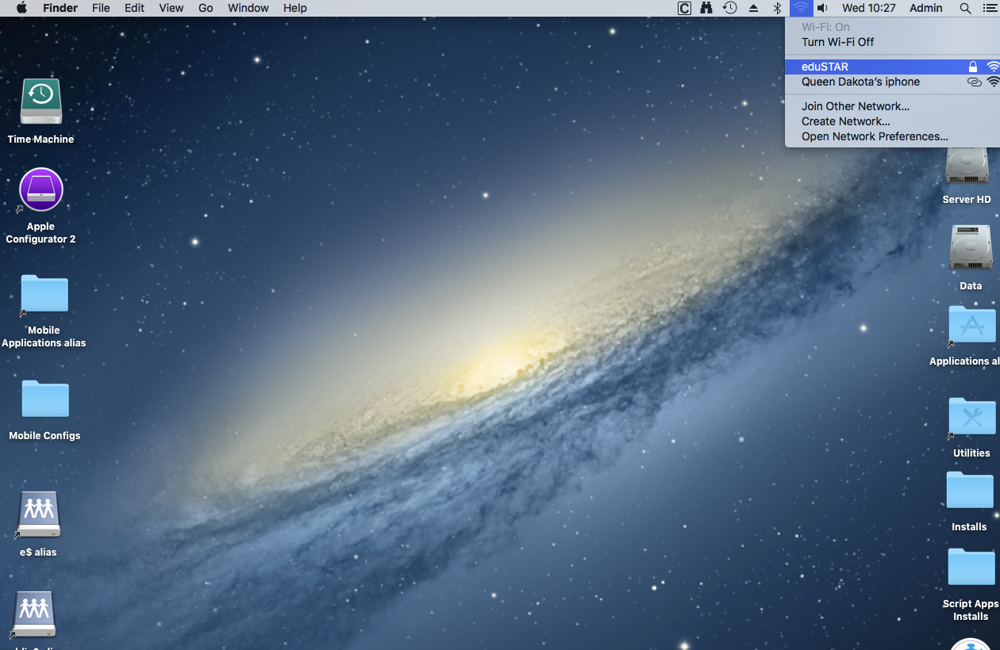 Finder File Edit View Go Window Help
C
Wed 10:27 Admin
Wi-Fi: On
Turn Wi-Fi Off
eduSTAR
Queen Dakota's iphone
Join Other Network...
Create Network...
Open Network Preferences...
Time Machine
Apple
Configurator 2
Mobile
Applications alias
Mobile Configs
e$ alias
Server HD
Data
Applications al
Utilities
Installs
Script Apps
Installs